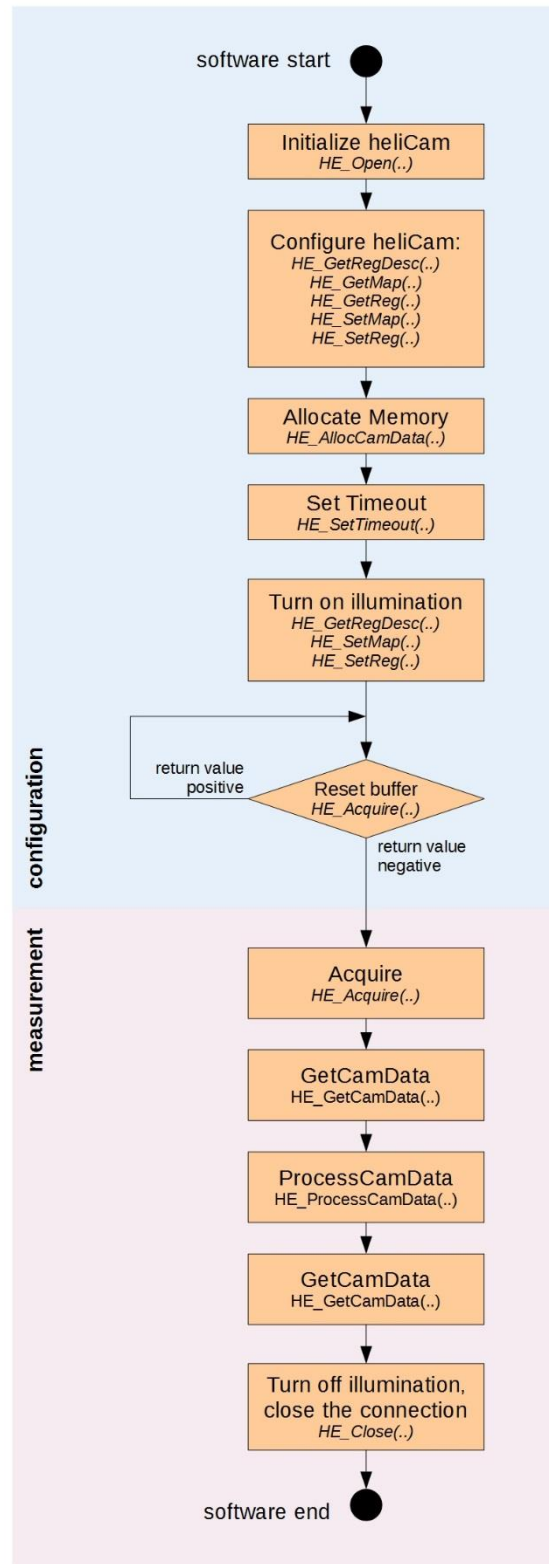 software start
Initialize heliCam
HE_Open(..)
Configure heliCam:
HE_GetRegDesc(..)
HE_GetMap(..)
HE_GetReg(..)
HE_SetMap(..)
HE_SetReg(..)
Allocate Memory
HE_AllocCamData(..)
Set Timeout
HE_SetTimeout(..)
Turn on illumination
HE_GetRegDesc(..)
HE_SetMap(..)
HE_SetReg(..)
return value
positive
Reset buffer
HE_Acquire(..)
return value
negative
configuration
measurement
Acquire
HE_Acquire(..)
GetCamData
HE_GetCamData(..)
ProcessCamData
HE_ProcessCamData(..)
GetCamData
HE_GetCamData(..)
Turn off illumination,
close the connection
HE_Close(..)
software end